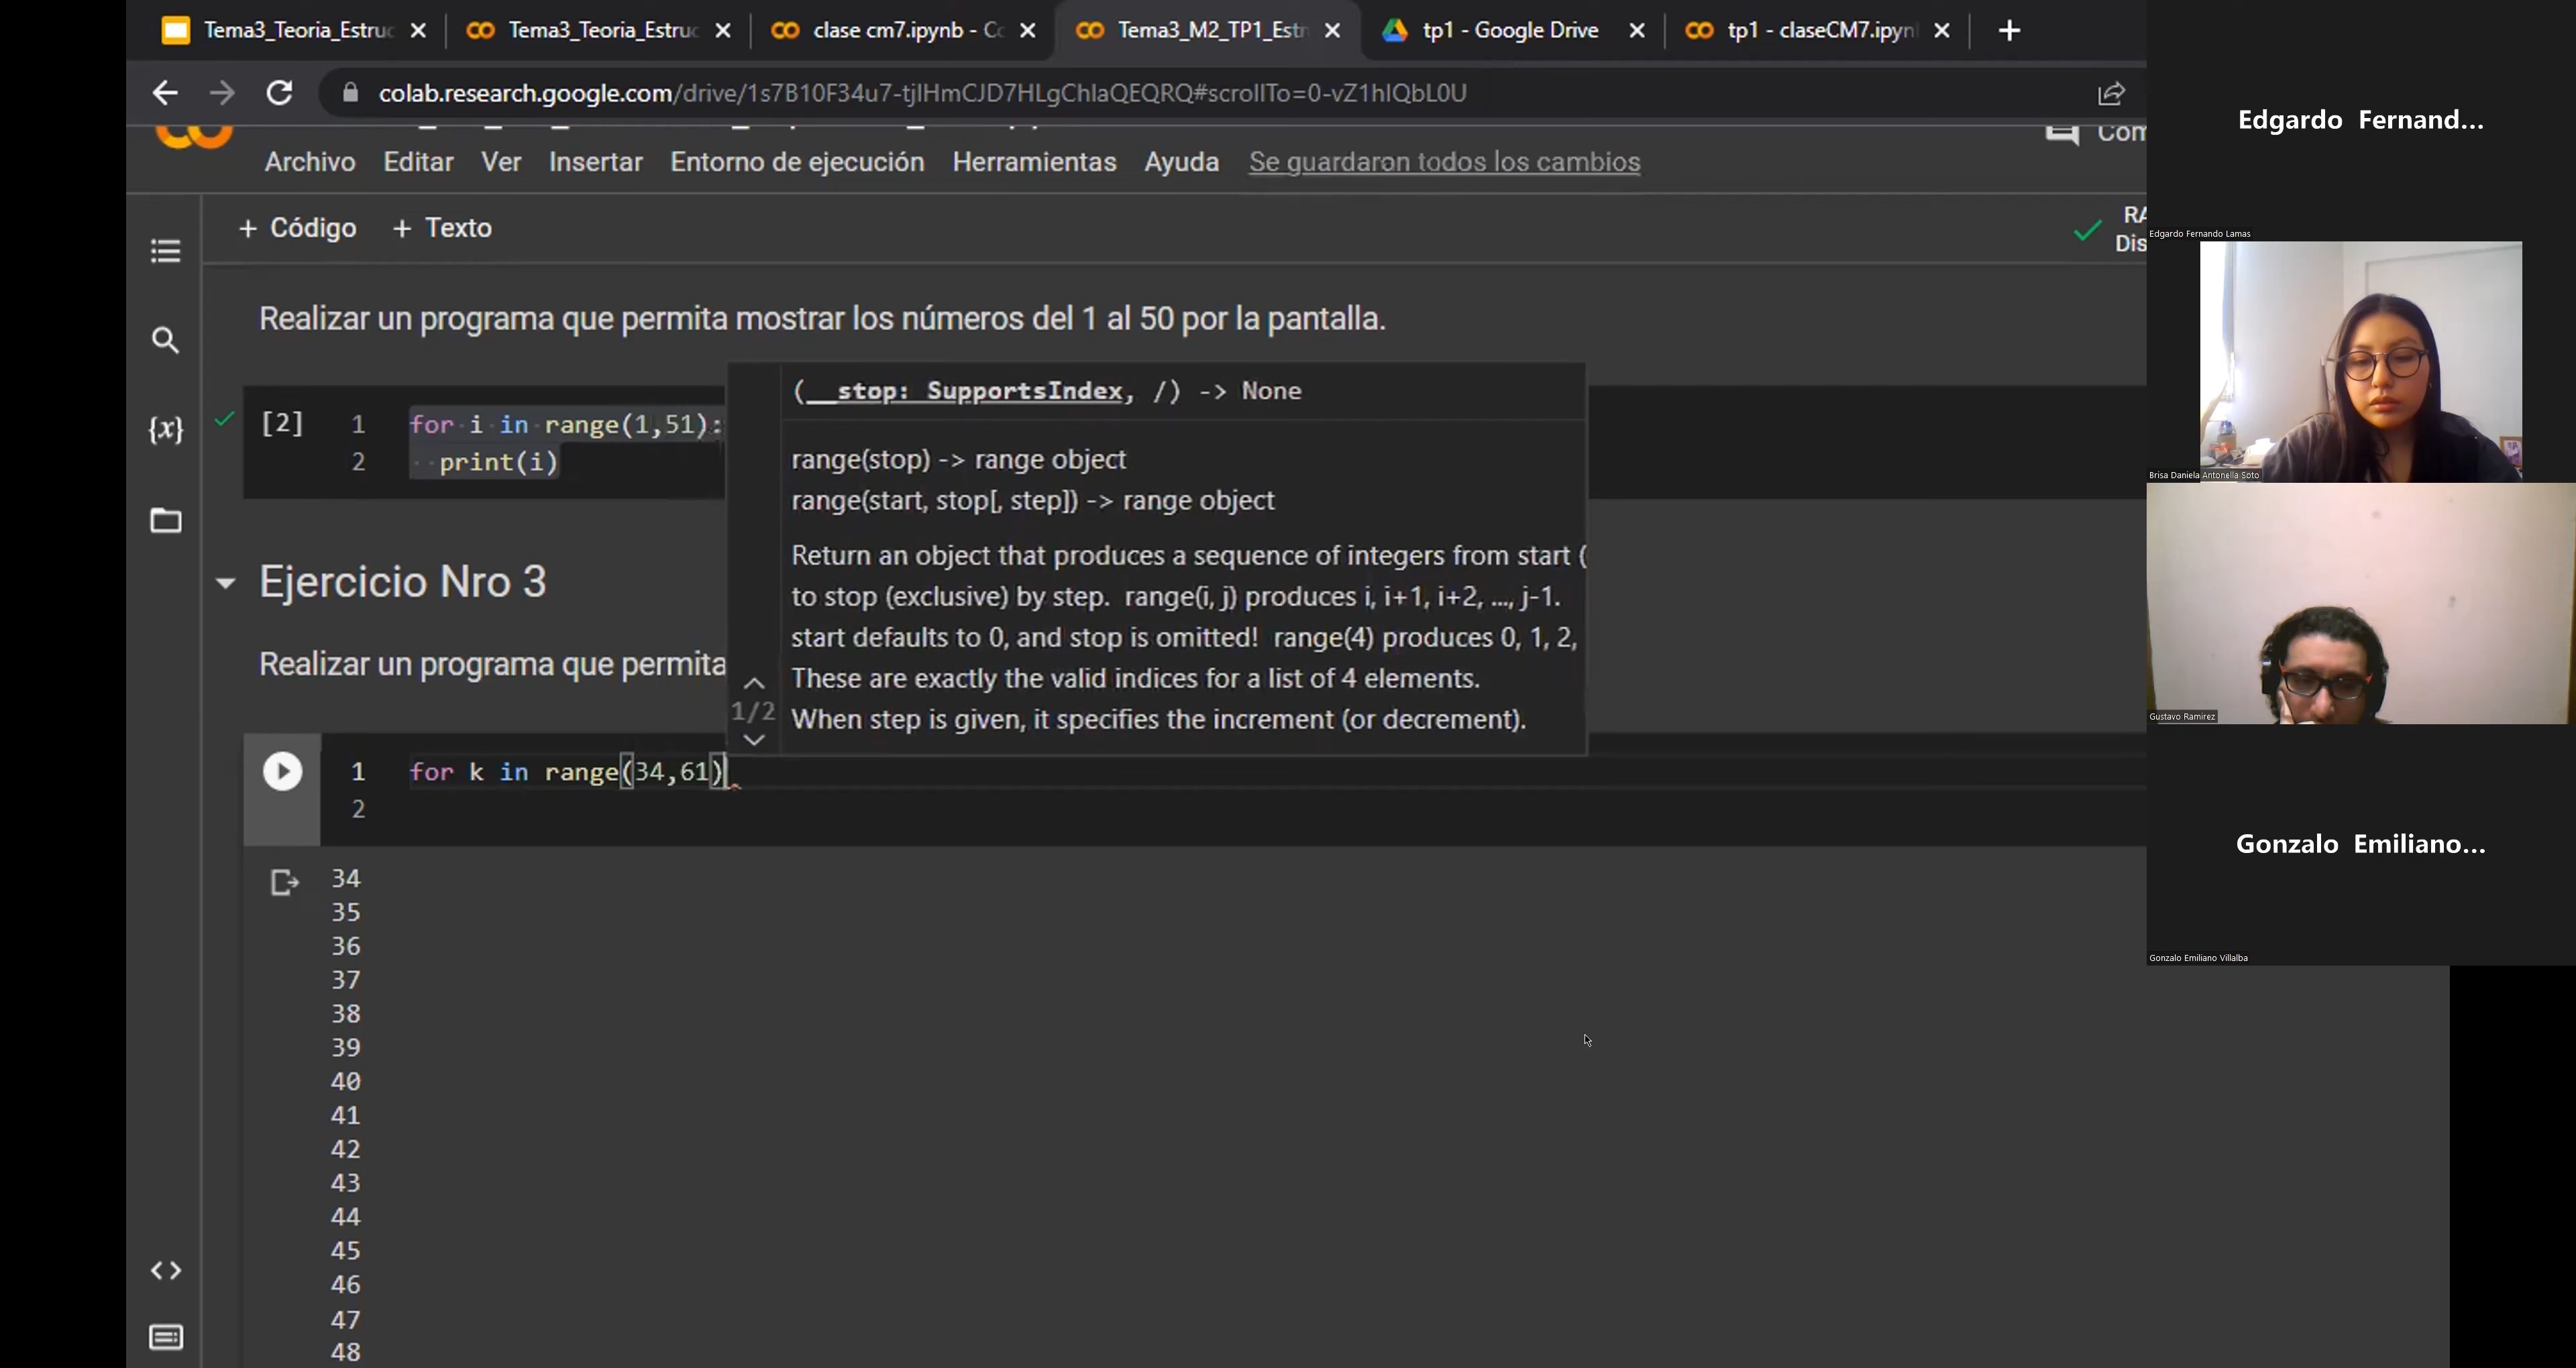 Tema3_Teoria_Estruc
Tema3_Teoria_Estruc
clase cm7.ipynb - Co
Tema3_M2_TP1_Estr
tp1 - Google Drive
tp1 - claseCM7.ipyn
colab.research.google.com/drive/1s7B10F34u7-tjIHmCJD7HLgChlaQEQRQ#scrollTo=0-vZ1hIQbL0U
Archivo Editar Ver Insertar Entorno de ejecución Herramientas Ayuda Se guardaron todos los cambios
Com
+ Código + Texto
RA
Dis
Realizar un programa que permita mostrar los números del 1 al 50 por la pantalla.
[2] 1 for i in range(1,51):
2 print(i)
(__stop: SupportsIndex, /) -> None
range(stop) -> range object
range(start, stop[, step]) -> range object
Return an object that produces a sequence of integers from start (
to stop (exclusive) by step. range(i, j) produces i, i+1, i+2, ..., j-1.
start defaults to 0, and stop is omitted! range(4) produces 0, 1, 2,
These are exactly the valid indices for a list of 4 elements.
When step is given, it specifies the increment (or decrement).
1/2
Ejercicio Nro 3
Realizar un programa que permita
1 for k in range(34,61)
2
34
35
36
37
38
39
40
41
42
43
44
45
46
47
48
{x}
Edgardo Fernand...
Edgardo Fernando Lamas
Brisa Daniela Antonella Soto
Gustavo Ramirez
Gonzalo Emiliano...
Gonzalo Emiliano Villalba